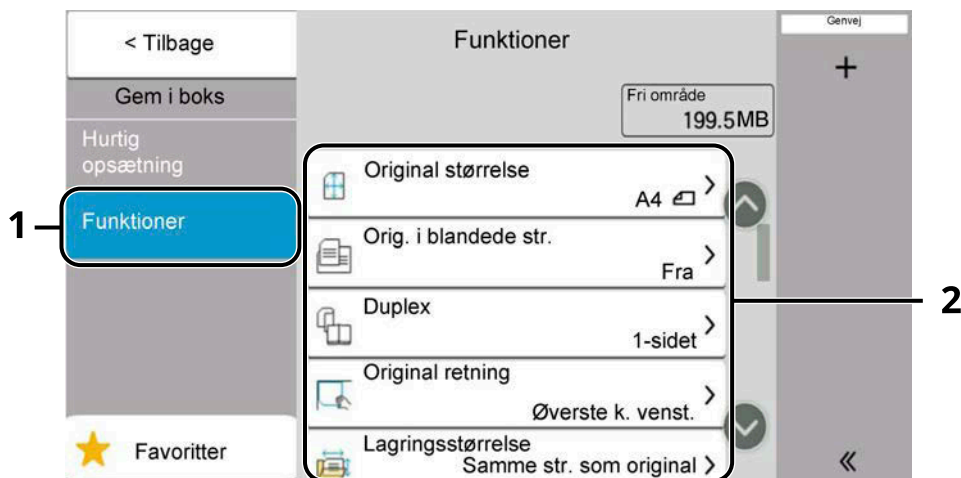 < Tilbage
Funktioner
Genvej
+
Gem i boks
Fri område
199.5MB
Hurtig
opsætning
Funktioner
1
Original størrelse
A4
Orig. i blandede str.
Fra
Duplex
1-sidet
Original retning
Øverste k. venst.
Lagringsstørrelse
Samme str. som original
2
Favoritter